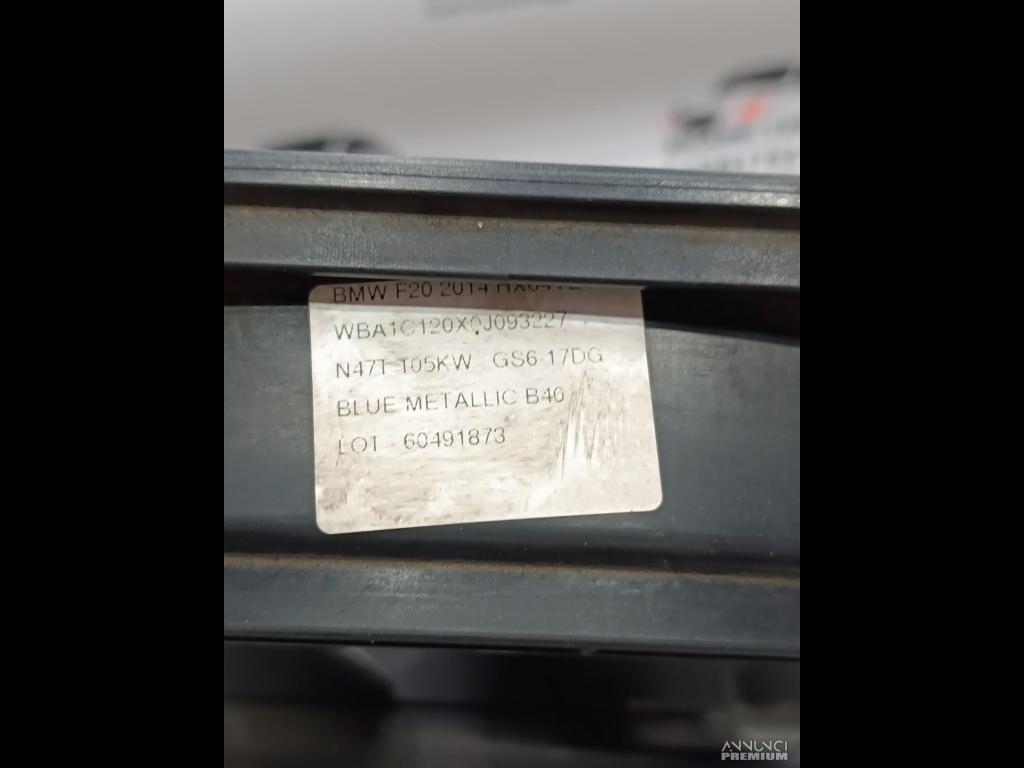 BMW F20 2014
WBA1C120X0J093227
N47T 105KW GS6-17DG
BLUE METALLIC B40
LOT - 60491873
ANNUNCI
PREMIUM